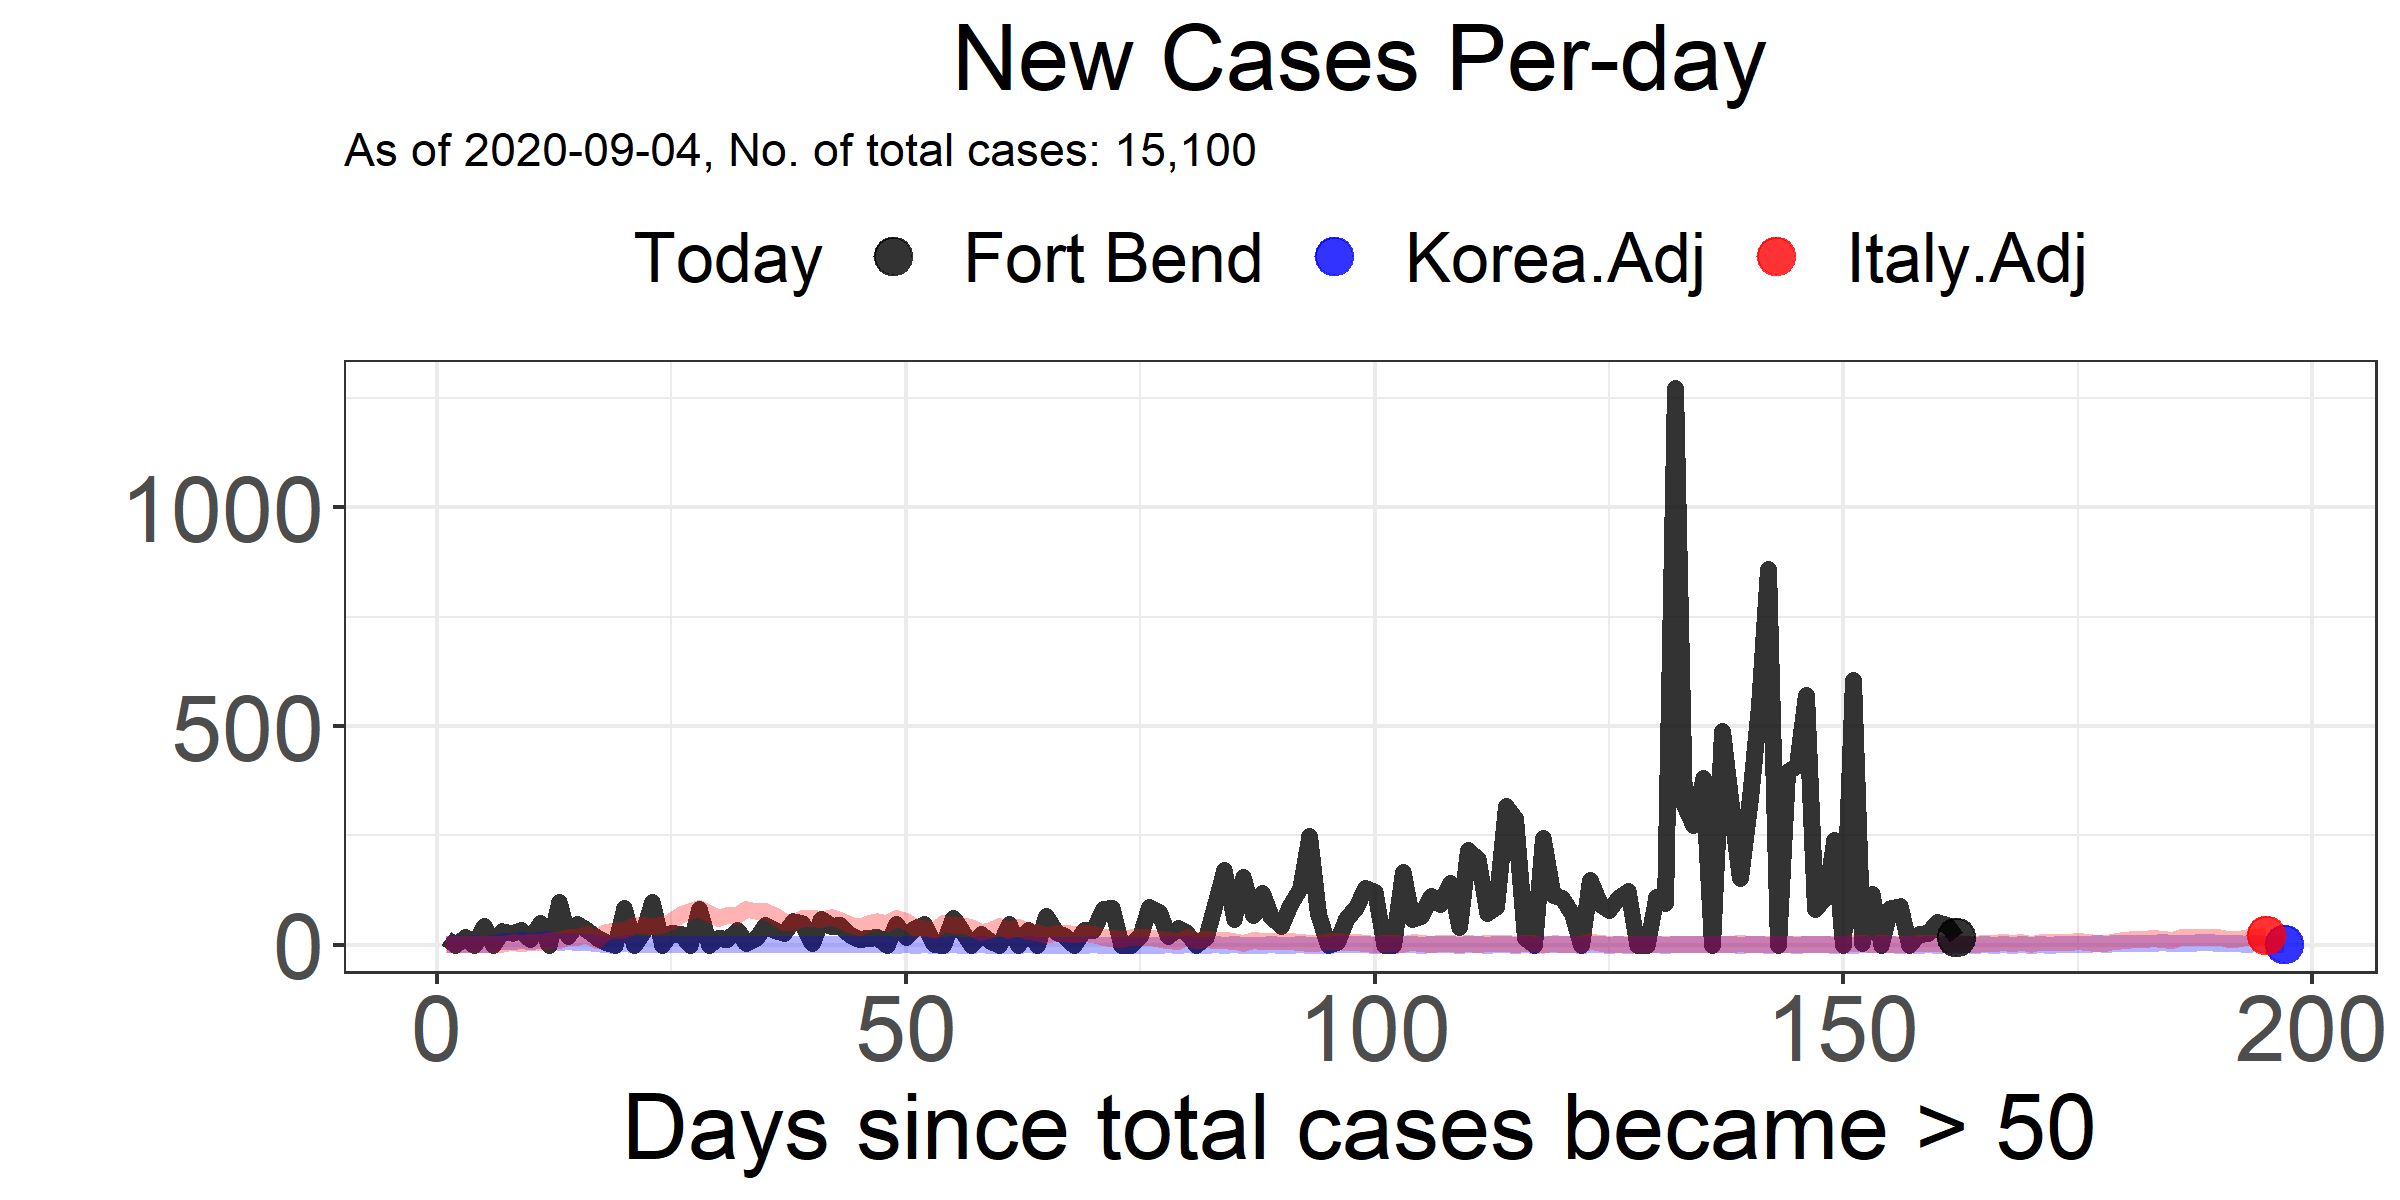 New Cases Per-day
As of 2020-09-04, No. of total cases: 15,100
Today Fort Bend Korea.Adj Italy.Adj
1000
500
0
0 50 100 150 200
Days since total cases became > 50